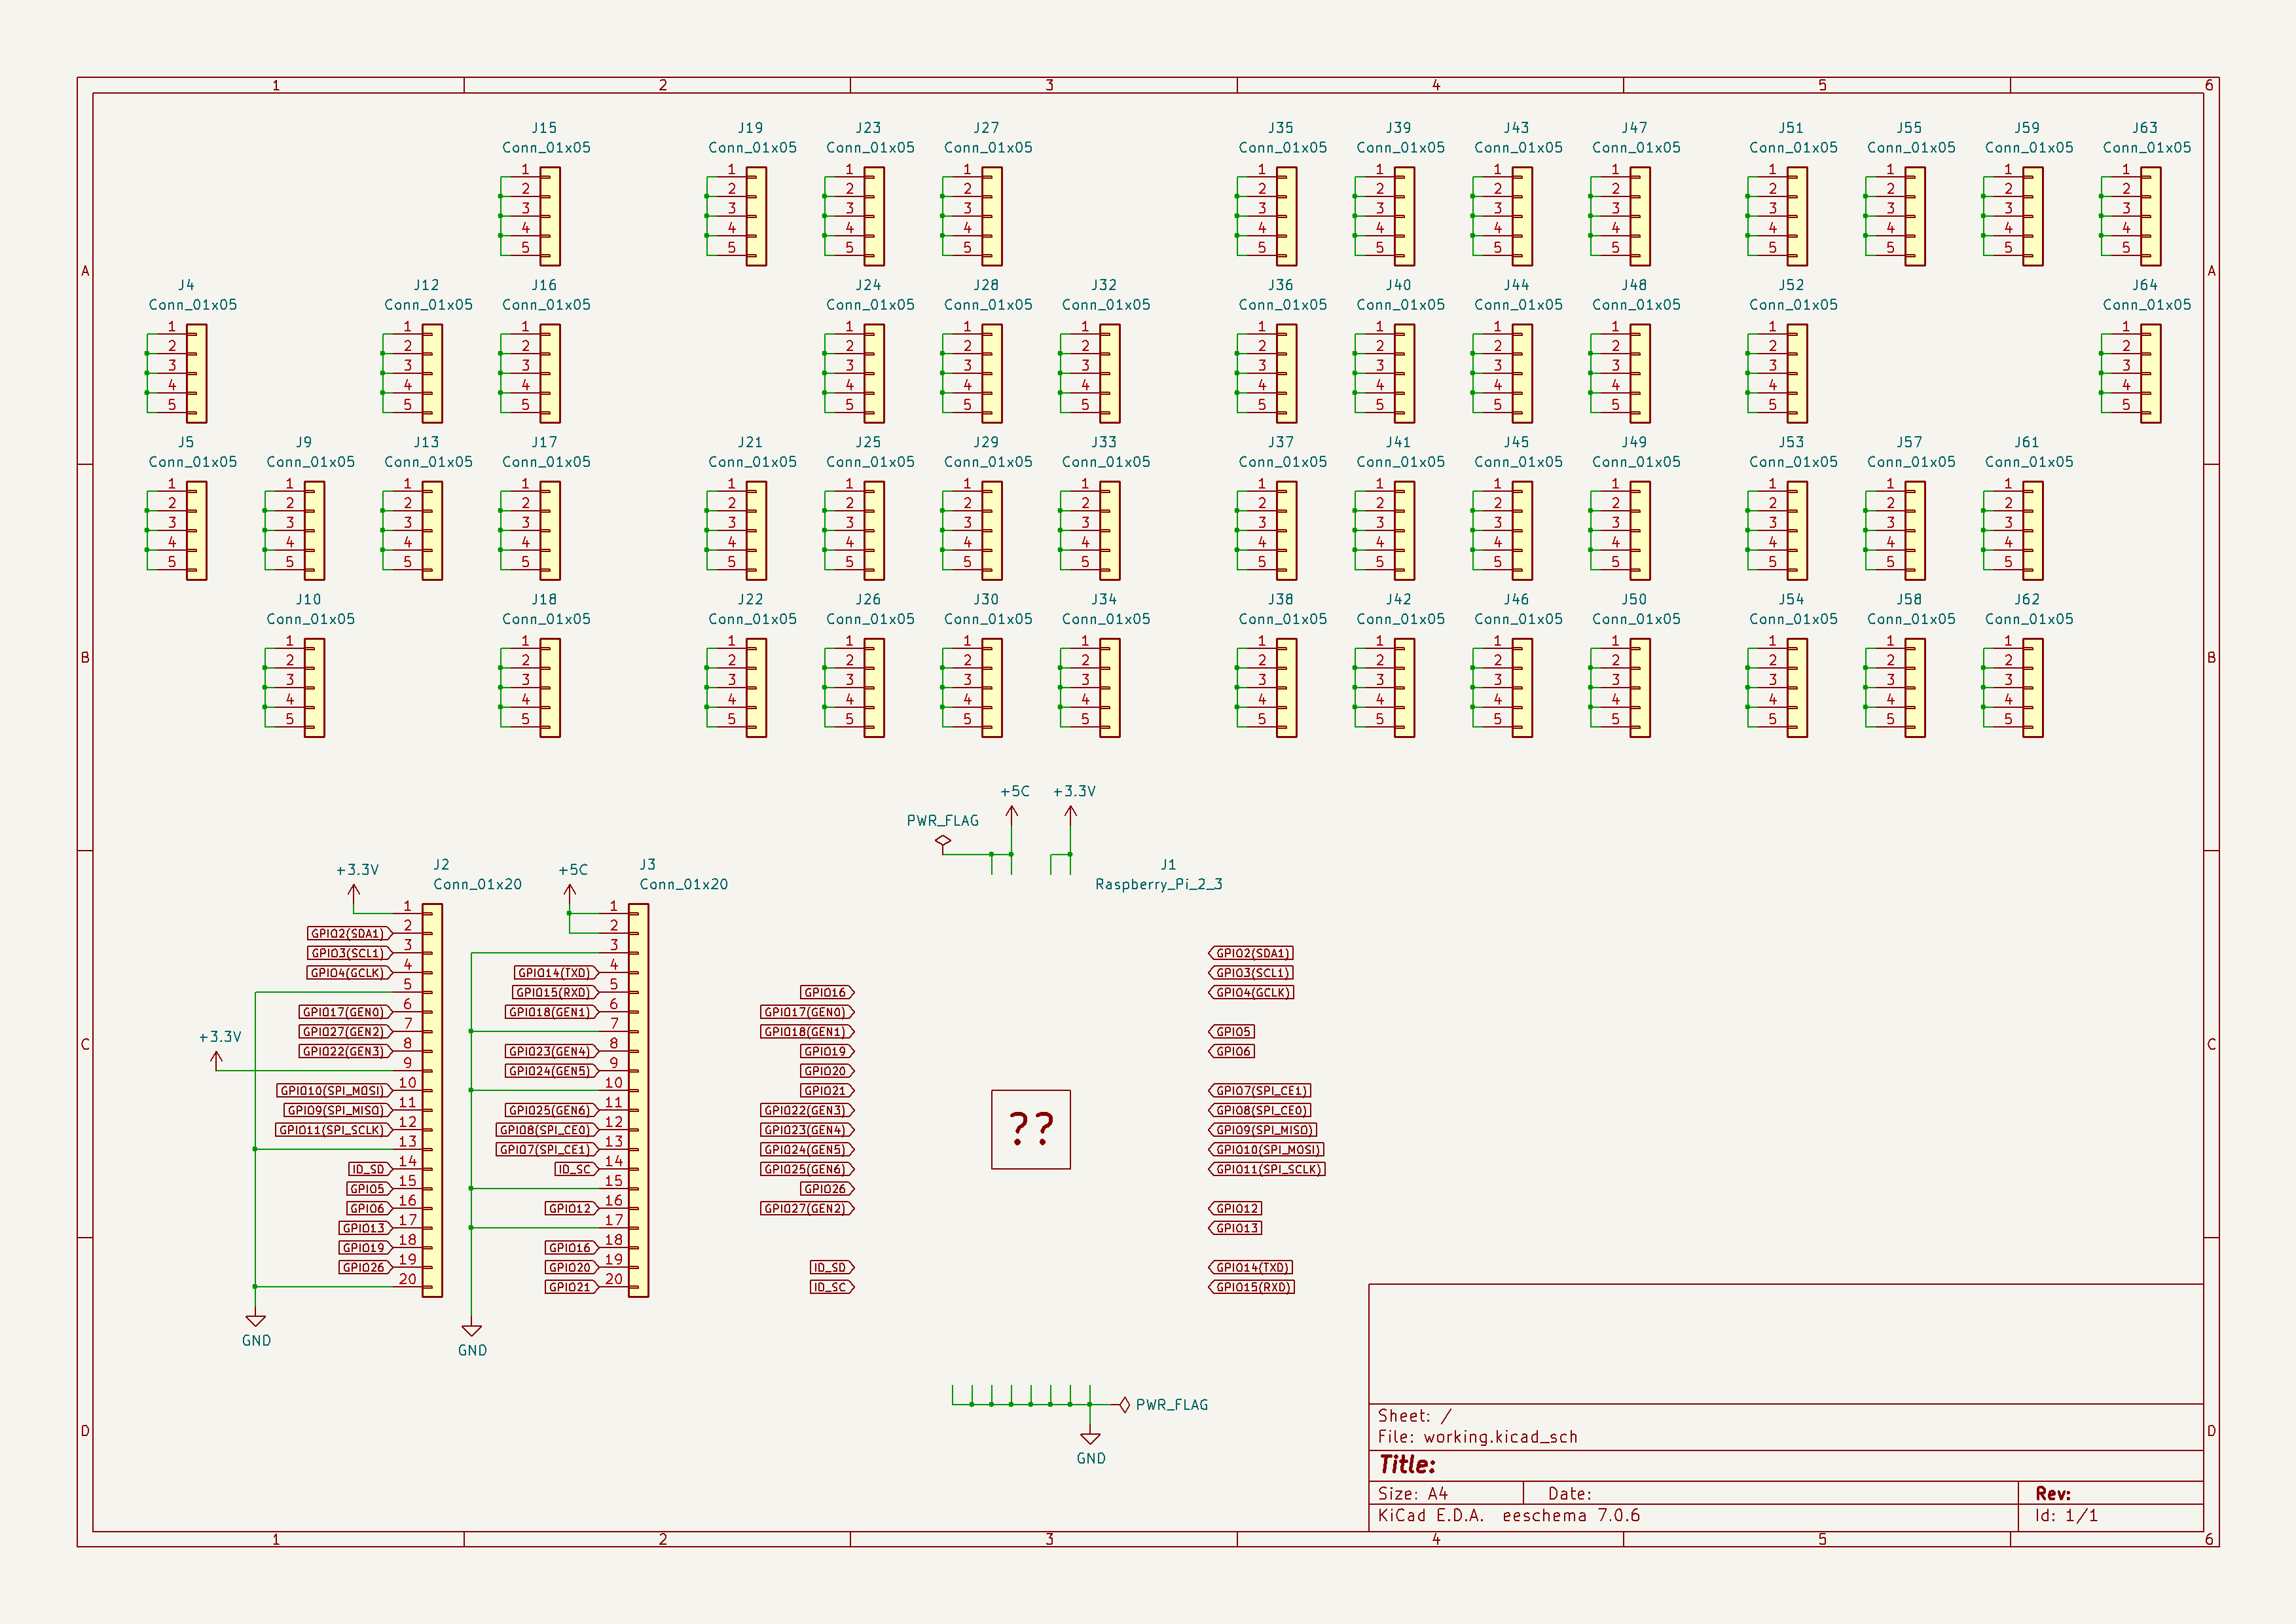 1 2 3 4 5 6
J15 J19 J23 J27 J35 J39 J43 J47 J51 J55 J59 J63
Conn_01x05 Conn_01x05 Conn_01x05 Conn_01x05 Conn_01x05 Conn_01x05 Conn_01x05 Conn_01x05 Conn_01x05 Conn_01x05 Conn_01x05 Conn_01x05
1 1 1 1 1 1 1 1 1 1 1 1
2 2 2 2 2 2 2 2 2 2 2 2
3 3 3 3 3 3 3 3 3 3 3 3
4 4 4 4 4 4 4 4 4 4 4 4
5 5 5 5 5 5 5 5 5 5 5 5
A A
J4 J12 J16 J24 J28 J32 J36 J40 J44 J48 J52 J64
Conn_01x05 Conn_01x05 Conn_01x05 Conn_01x05 Conn_01x05 Conn_01x05 Conn_01x05 Conn_01x05 Conn_01x05 Conn_01x05 Conn_01x05 Conn_01x05
1 1 1 1 1 1 1 1 1 1 1 1
2 2 2 2 2 2 2 2 2 2 2 2
3 3 3 3 3 3 3 3 3 3 3 3
4 4 4 4 4 4 4 4 4 4 4 4
5 5 5 5 5 5 5 5 5 5 5 5
J5 J9 J13 J17 J21 J25 J29 J33 J37 J41 J45 J49 J53 J57 J61
Conn_01x05 Conn_01x05 Conn_01x05 Conn_01x05 Conn_01x05 Conn_01x05 Conn_01x05 Conn_01x05 Conn_01x05 Conn_01x05 Conn_01x05 Conn_01x05 Conn_01x05 Conn_01x05 Conn_01x05
1 1 1 1 1 1 1 1 1 1 1 1 1 1 1
2 2 2 2 2 2 2 2 2 2 2 2 2 2 2
3 3 3 3 3 3 3 3 3 3 3 3 3 3 3
4 4 4 4 4 4 4 4 4 4 4 4 4 4 4
5 5 5 5 5 5 5 5 5 5 5 5 5 5 5
J10 J18 J22 J26 J30 J34 J38 J42 J46 J50 J54 J58 J62
Conn_01x05 Conn_01x05 Conn_01x05 Conn_01x05 Conn_01x05 Conn_01x05 Conn_01x05 Conn_01x05 Conn_01x05 Conn_01x05 Conn_01x05 Conn_01x05 Conn_01x05
1 1 1 1 1 1 1 1 1 1 1 1 1
B 2 2 2 2 2 2 2 2 2 2 2 2 2 B
3 3 3 3 3 3 3 3 3 3 3 3 3
4 4 4 4 4 4 4 4 4 4 4 4 4
5 5 5 5 5 5 5 5 5 5 5 5 5
+5C +3.3V
PWR_FLAG
+3.3V J2 +5C J3 J1
Conn_01x20 Conn_01x20 Raspberry_Pi_2_3
1 1
GPIO2(SDA1) 2 2
GPIO3(SCL1) 3 3 GPIO2(SDA1)
GPIO4(GCLK) 4 GPIO14(TXD) 4 GPIO3(SCL1)
5 GPIO15(RXD) 5 GPIO16 GPIO4(GCLK)
GPIO17(GEN0) 6 GPIO18(GEN1) 6 GPIO17(GEN0)
+3.3V GPIO27(GEN2) 7 7 GPIO18(GEN1) GPIO5
C GPIO22(GEN3) 8 GPIO23(GEN4) 8 GPIO19 GPIO6 C
9 GPIO24(GEN5) 9 GPIO20
GPIO10(SPI_MOSI) 10 10 GPIO21 GPIO7(SPI_CE1)
GPIO9(SPI_MISO) 11 GPIO25(GEN6) 11 GPIO22(GEN3) GPIO8(SPI_CE0)
GPIO11(SPI_SCLK) 12 GPIO8(SPI_CE0) 12 GPIO23(GEN4) ?? GPIO9(SPI_MISO)
13 GPIO7(SPI_CE1) 13 GPIO24(GEN5) GPIO10(SPI_MOSI)
ID_SD 14 ID_SC 14 GPIO25(GEN6) GPIO11(SPI_SCLK)
GPIO5 15 15 GPIO26
GPIO6 16 GPIO12 16 GPIO27(GEN2) GPIO12
GPIO13 17 17 GPIO13
GPIO19 18 GPIO16 18
GPIO26 19 GPIO20 19 ID_SD GPIO14(TXD)
20 GPIO21 20 ID_SC GPIO15(RXD)
GND GND
PWR_FLAG
GND
D D
Sheet: /
File: working.kicad_sch
Title:
Size: A4 Date: Rev:
KiCad E.D.A. eeschema 7.0.6 Id: 1/1
1 2 3 4 5 6